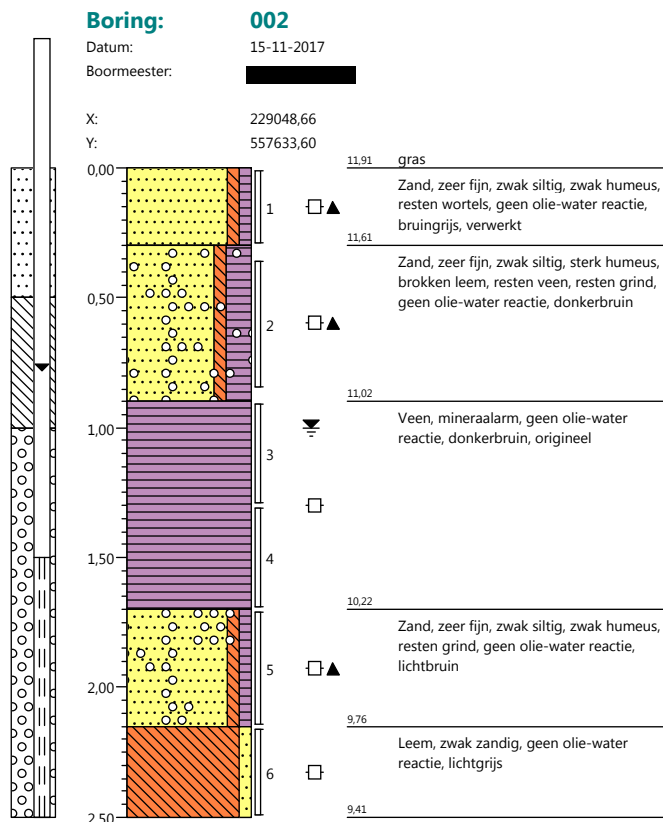 Boring: 002
Datum: 15-11-2017
Boormeester:
X: 229048,66
Y: 557633,60
0,00
11,91 gras
Zand, zeer fijn, zwak siltig, zwak humeus,
resten wortels, geen olie-water reactie,
bruingrijs, verwerkt
1
11,61
Zand, zeer fijn, zwak siltig, sterk humeus,
brokken leem, resten veen, resten grind,
geen olie-water reactie, donkerbruin
0,50
2
11,02
Veen, mineraalarm, geen olie-water
reactie, donkerbruin, origineel
1,00
3
4
1,50
10,22
Zand, zeer fijn, zwak siltig, zwak humeus,
resten grind, geen olie-water reactie,
lichtbruin
5
2,00
9,76
Leem, zwak zandig, geen olie-water
reactie, lichtgrijs
6
2,50
9,41